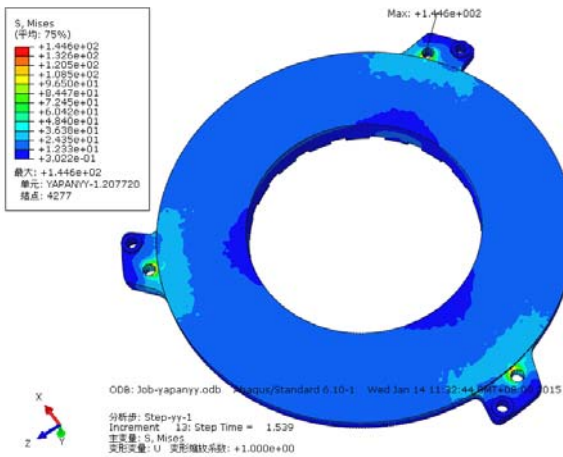 S, Mises
(平均: 75%)
+1.446e+02
+1.326e+02
+1.205e+02
+1.085e+02
+9.650e+01
+8.447e+01
+7.245e+01
+6.042e+01
+4.840e+01
+3.638e+01
+2.435e+01
+1.233e+01
+3.022e-01
最大: +1.446e+02
单元: YAPANYY-1.207720
结点: 4277
Max: +1.446e+002
ODB: Job-yapanyy.odb Abaqus/Standard 6.10-1 Wed Jan 14 11:32:44 2015
X
Z
Y
分析步: Step-yy-1
Increment 13: Step Time = 1.539
主变量: S, Mises
变形变量: U 变形缩放系数: +1.000e+00